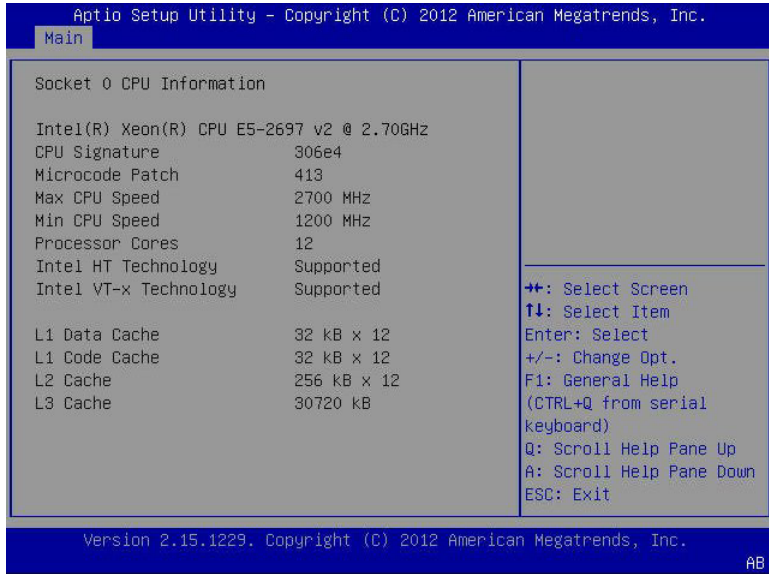 Aptio Setup Utility – Copyright (C) 2012 American Megatrends, Inc.
Main
Socket 0 CPU Information
Intel(R) Xeon(R) CPU E5-2697 v2 @ 2.70GHz
CPU Signature 306e4
Microcode Patch 413
Max CPU Speed 2700 MHz
Min CPU Speed 1200 MHz
Processor Cores 12
Intel HT Technology Supported
Intel VT-x Technology Supported
L1 Data Cache 32 kB x 12
L1 Code Cache 32 kB x 12
L2 Cache 256 kB x 12
L3 Cache 30720 kB
→←: Select Screen
↑↓: Select Item
Enter: Select
+/-: Change Opt.
F1: General Help
(CTRL+Q from serial
keyboard)
Q: Scroll Help Pane Up
A: Scroll Help Pane Down
ESC: Exit
Version 2.15.1229. Copyright (C) 2012 American Megatrends, Inc.
AB